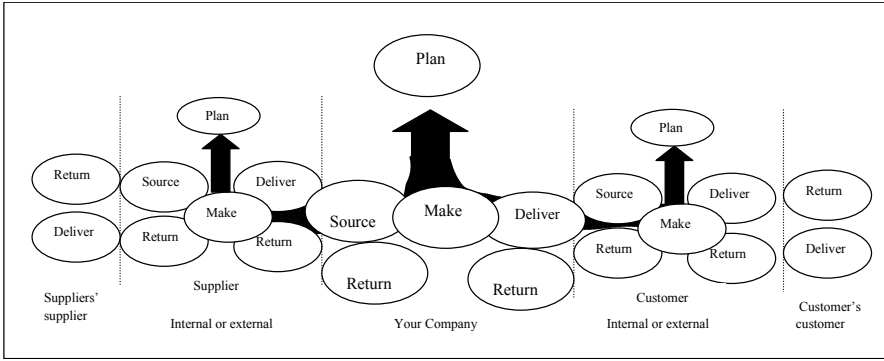 Plan
Plan
Plan
Return
Source
Deliver
Source
Make
Deliver
Source
Deliver
Return
Make
Make
Deliver
Return
Return
Return
Return
Return
Return
Deliver
Suppliers’
supplier
Supplier
Customer
Customer’s
customer
Internal or external
Your Company
Internal or external